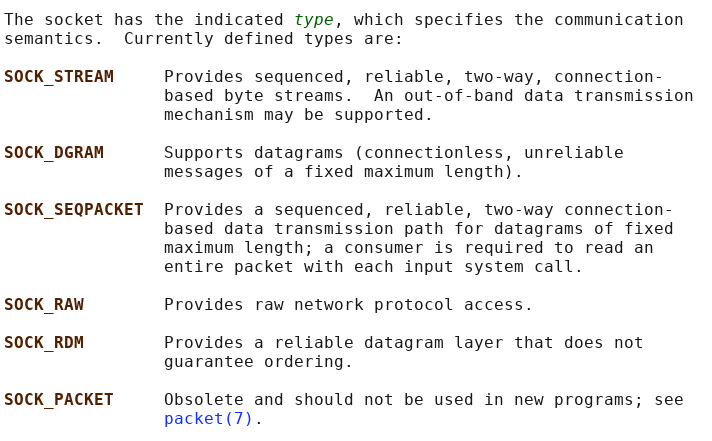 The socket has the indicated type, which specifies the communication
semantics.  Currently defined types are:
SOCK_STREAM     Provides sequenced, reliable, two-way, connection-
based byte streams.  An out-of-band data transmission
mechanism may be supported.
SOCK_DGRAM      Supports datagrams (connectionless, unreliable
messages of a fixed maximum length).
SOCK_SEQPACKET  Provides a sequenced, reliable, two-way connection-
based data transmission path for datagrams of fixed
maximum length; a consumer is required to read an
entire packet with each input system call.
SOCK_RAW        Provides raw network protocol access.
SOCK_RDM        Provides a reliable datagram layer that does not
guarantee ordering.
SOCK_PACKET     Obsolete and should not be used in new programs; see
packet(7).